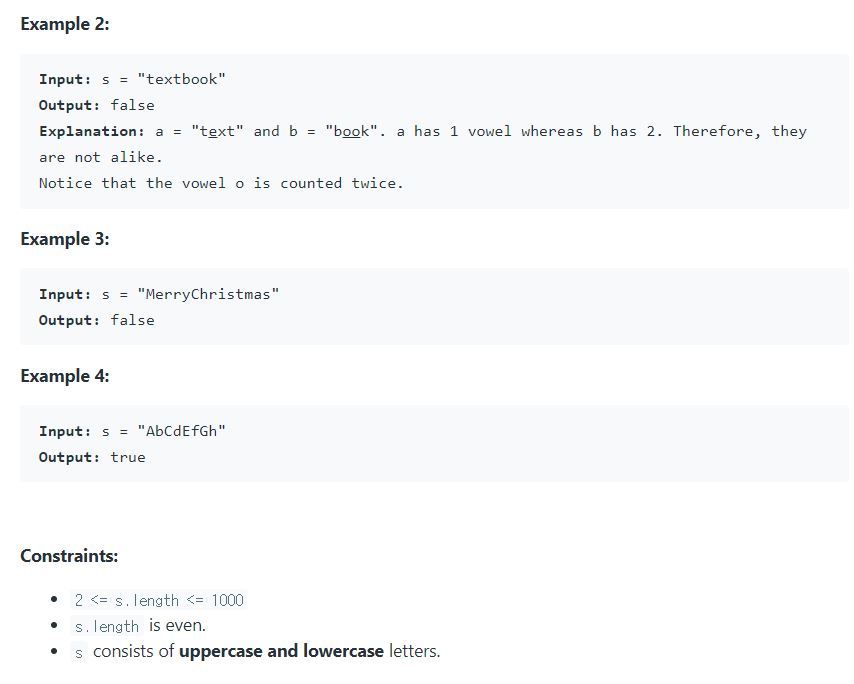 Example 2:
Input: s = "textbook"
Output: false
Explanation: a = "text" and b = "book". a has 1 vowel whereas b has 2. Therefore, they
are not alike.
Notice that the vowel o is counted twice.
Example 3:
Input: s = "MerryChristmas"
Output: false
Example 4:
Input: s = "AbCdEfGh"
Output: true
Constraints:
• 2 <= s.length <= 1000
• s.length is even.
• s consists of uppercase and lowercase letters.